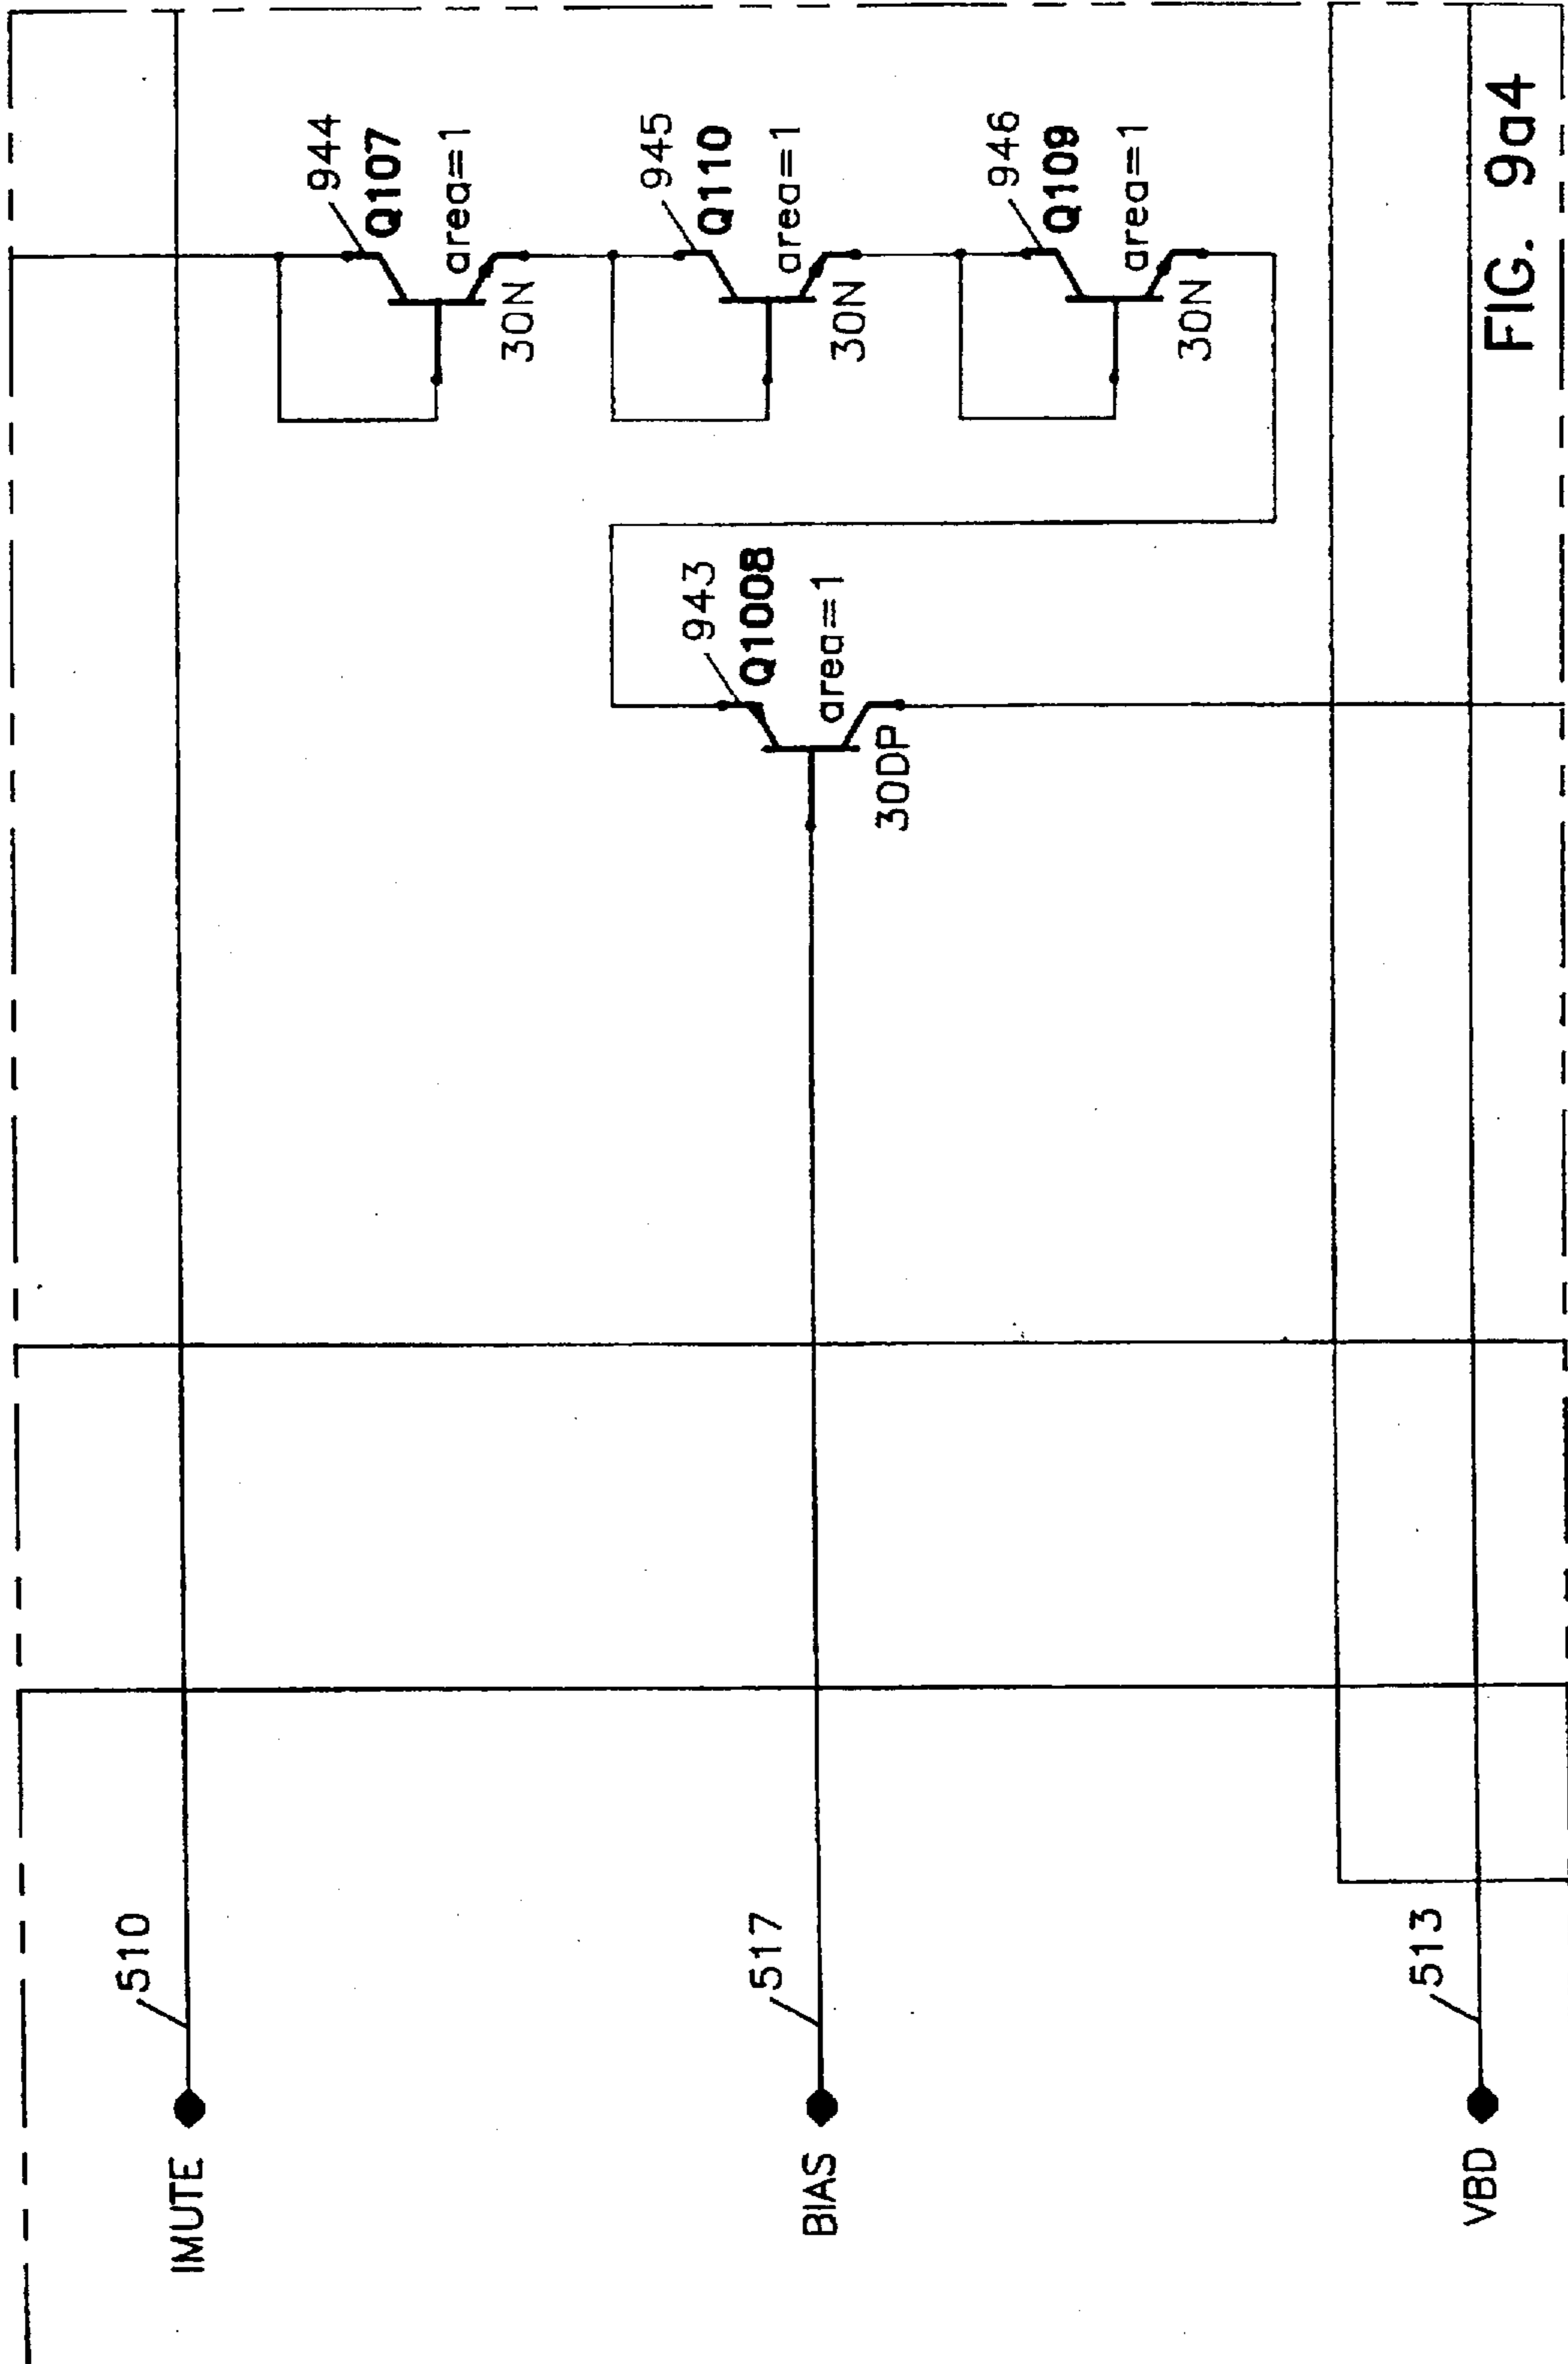 IMUTE
510
BIAS
517
VBD
513
943
Q1008
area=1
30DP
944
Q107
area=1
30N
945
Q110
area=1
30N
946
Q109
area=1
30N
FIG. 9a4